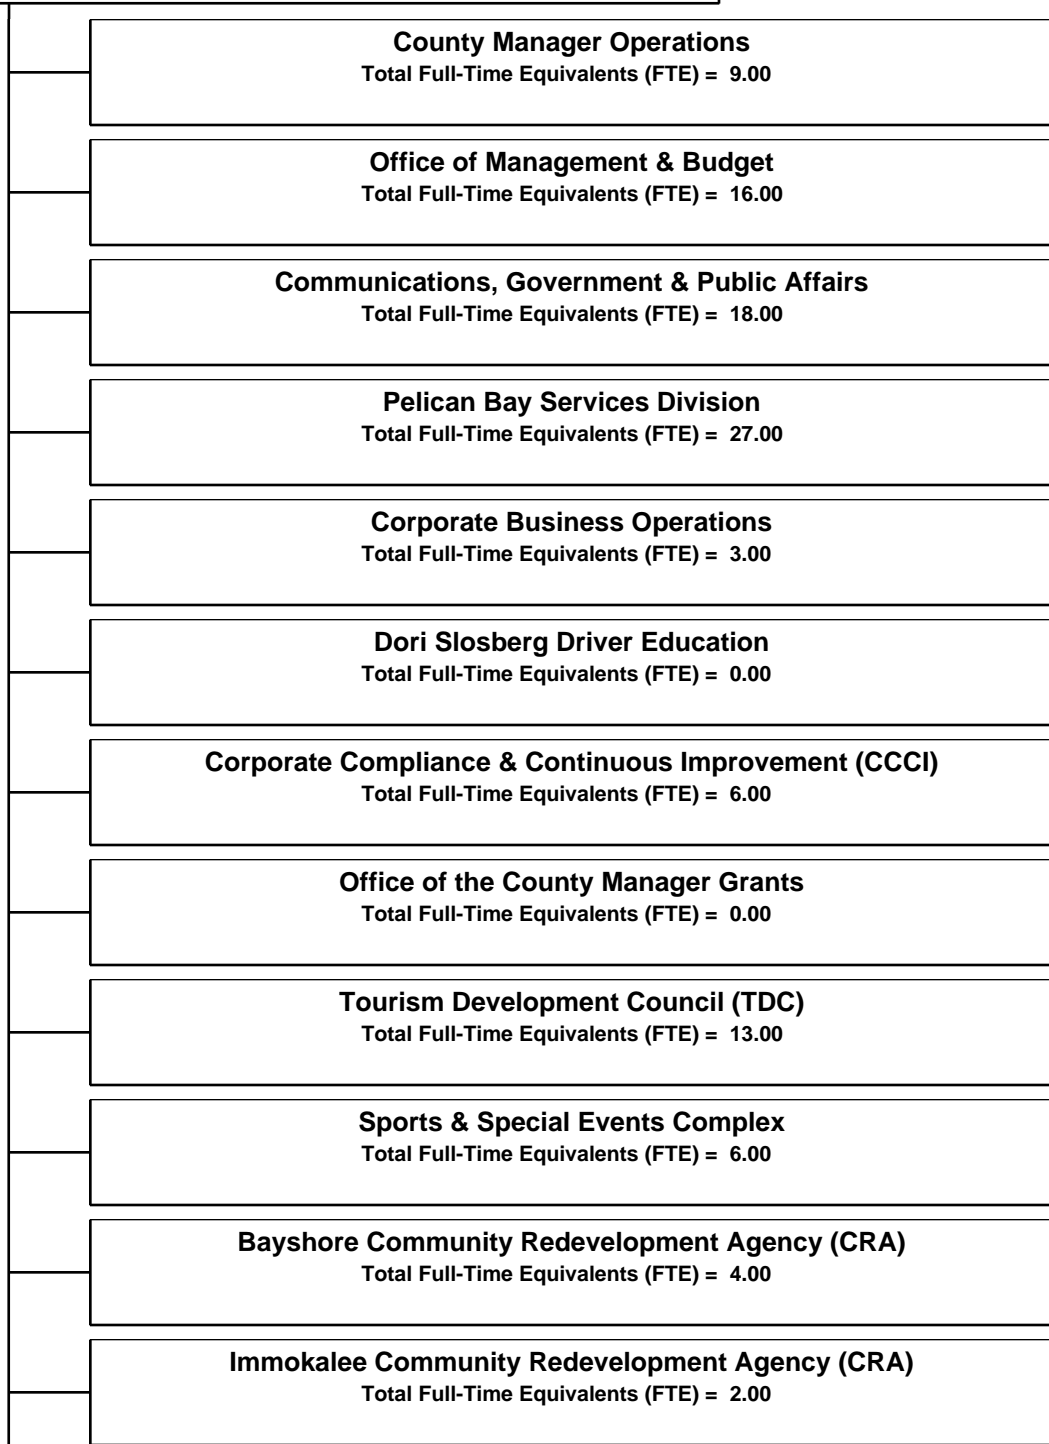 County Manager Operations
Total Full-Time Equivalents (FTE) = 9.00
Office of Management & Budget
Total Full-Time Equivalents (FTE) = 16.00
Communications, Government & Public Affairs
Total Full-Time Equivalents (FTE) = 18.00
Pelican Bay Services Division
Total Full-Time Equivalents (FTE) = 27.00
Corporate Business Operations
Total Full-Time Equivalents (FTE) = 3.00
Dori Slosberg Driver Education
Total Full-Time Equivalents (FTE) = 0.00
Corporate Compliance & Continuous Improvement (CCCI)
Total Full-Time Equivalents (FTE) = 6.00
Office of the County Manager Grants
Total Full-Time Equivalents (FTE) = 0.00
Tourism Development Council (TDC)
Total Full-Time Equivalents (FTE) = 13.00
Sports & Special Events Complex
Total Full-Time Equivalents (FTE) = 6.00
Bayshore Community Redevelopment Agency (CRA)
Total Full-Time Equivalents (FTE) = 4.00
Immokalee Community Redevelopment Agency (CRA)
Total Full-Time Equivalents (FTE) = 2.00